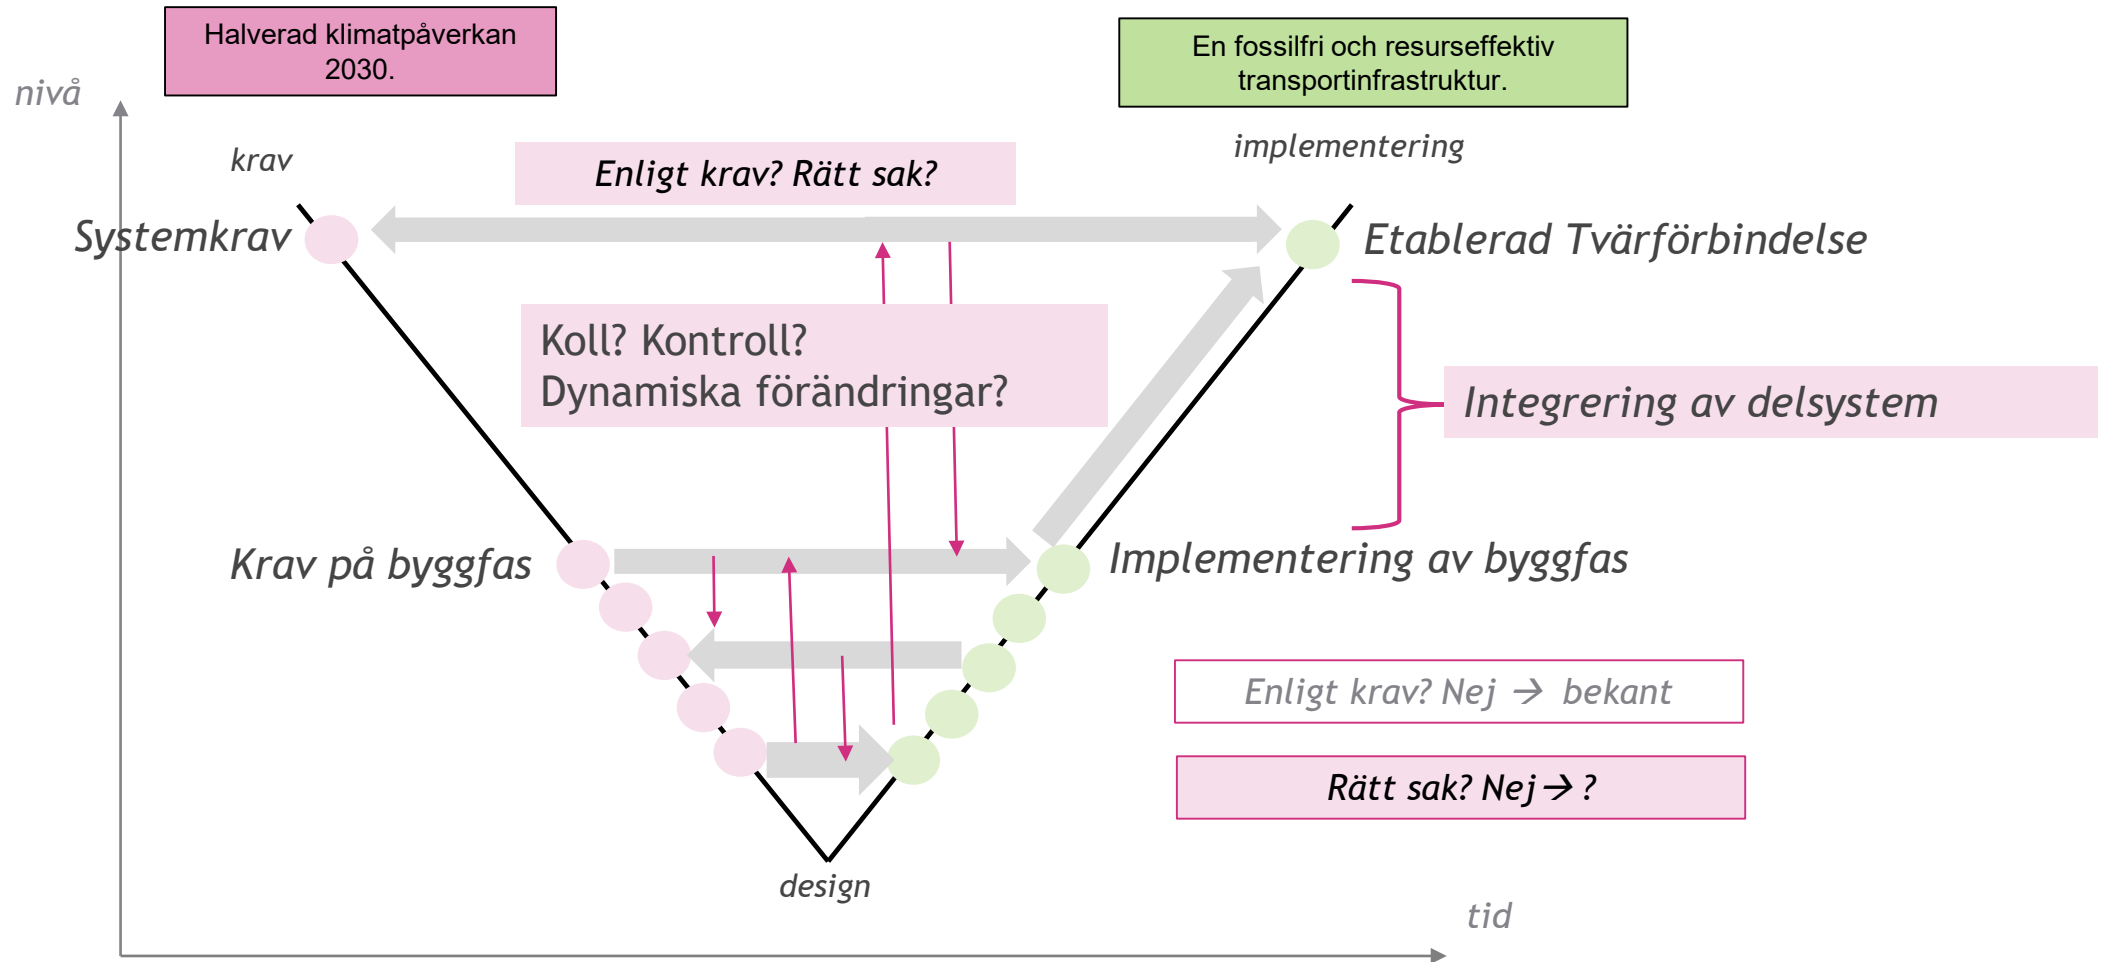 Halverad klimatpåverkan
2030.
En fossilfri och resurseffektiv
transportinfrastruktur.
nivå
krav
Enligt krav? Rätt sak?
implementering
Systemkrav
Etablerad Tvärförbindelse
Koll? Kontroll?
Dynamiska förändringar?
Integrering av delsystem
Krav på byggfas
Implementering av byggfas
Enligt krav? Nej → bekant
Rätt sak? Nej → ?
design
tid